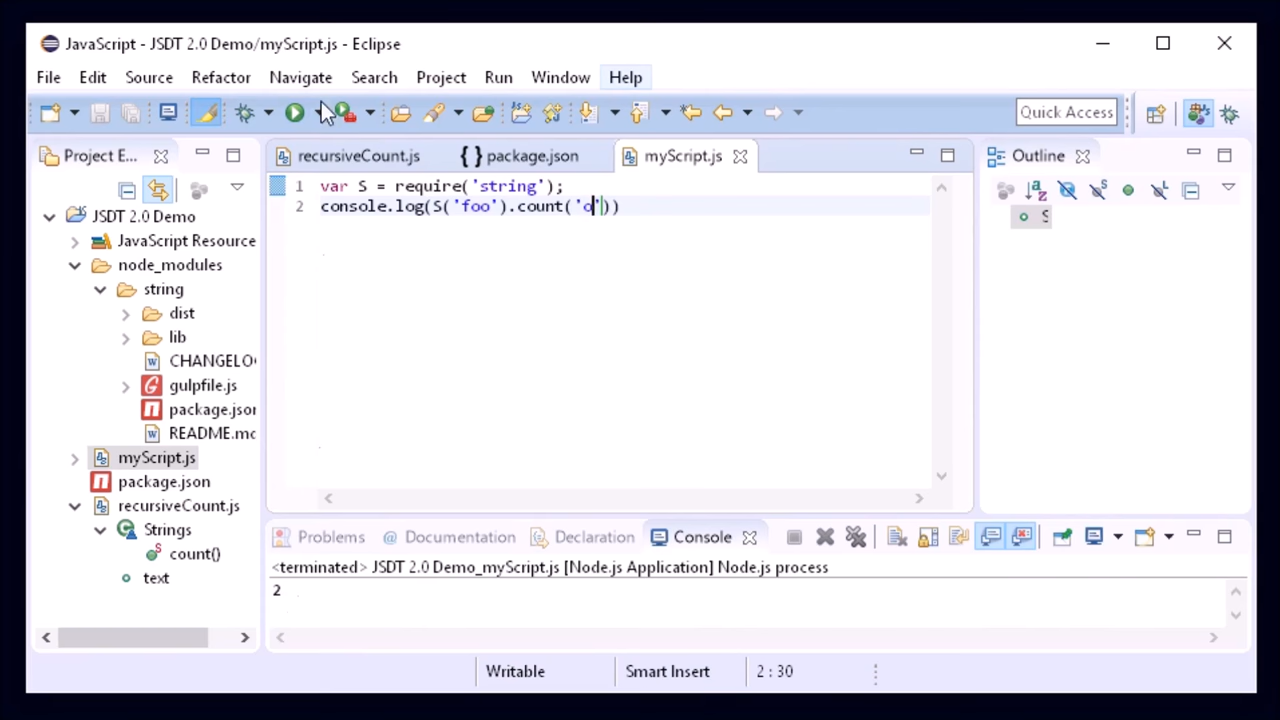 JavaScript - JSDT 2.0 Demo/myScript.js - Eclipse
File Edit Source Refactor Navigate Search Project Run Window Help
Quick Access
Project E...
recursiveCount.js
{ } package.json
myScript.js
Outline
JSDT 2.0 Demo
JavaScript Resource
node_modules
string
dist
lib
CHANGELO
gulpfile.js
package.jsor
README.mc
myScript.js
package.json
recursiveCount.js
Strings
count()
text
1 var S = require('string');
2 console.log(S('foo').count('o'))
S
Problems @ Documentation Declaration Console
<terminated> JSDT 2.0 Demo_myScript.js [Node.js Application] Node.js process
2
Writable Smart Insert 2 : 30